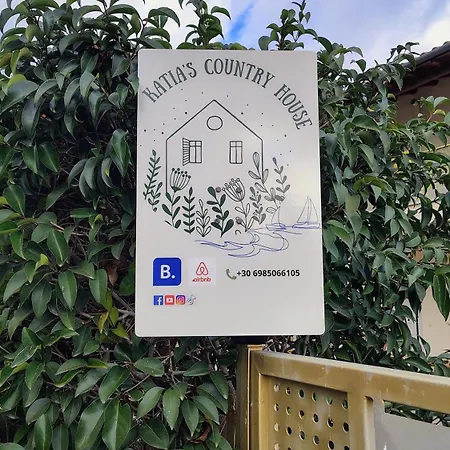 KATIA'S COUNTRY HOUSE
B.
airbnb
+30 6985066105